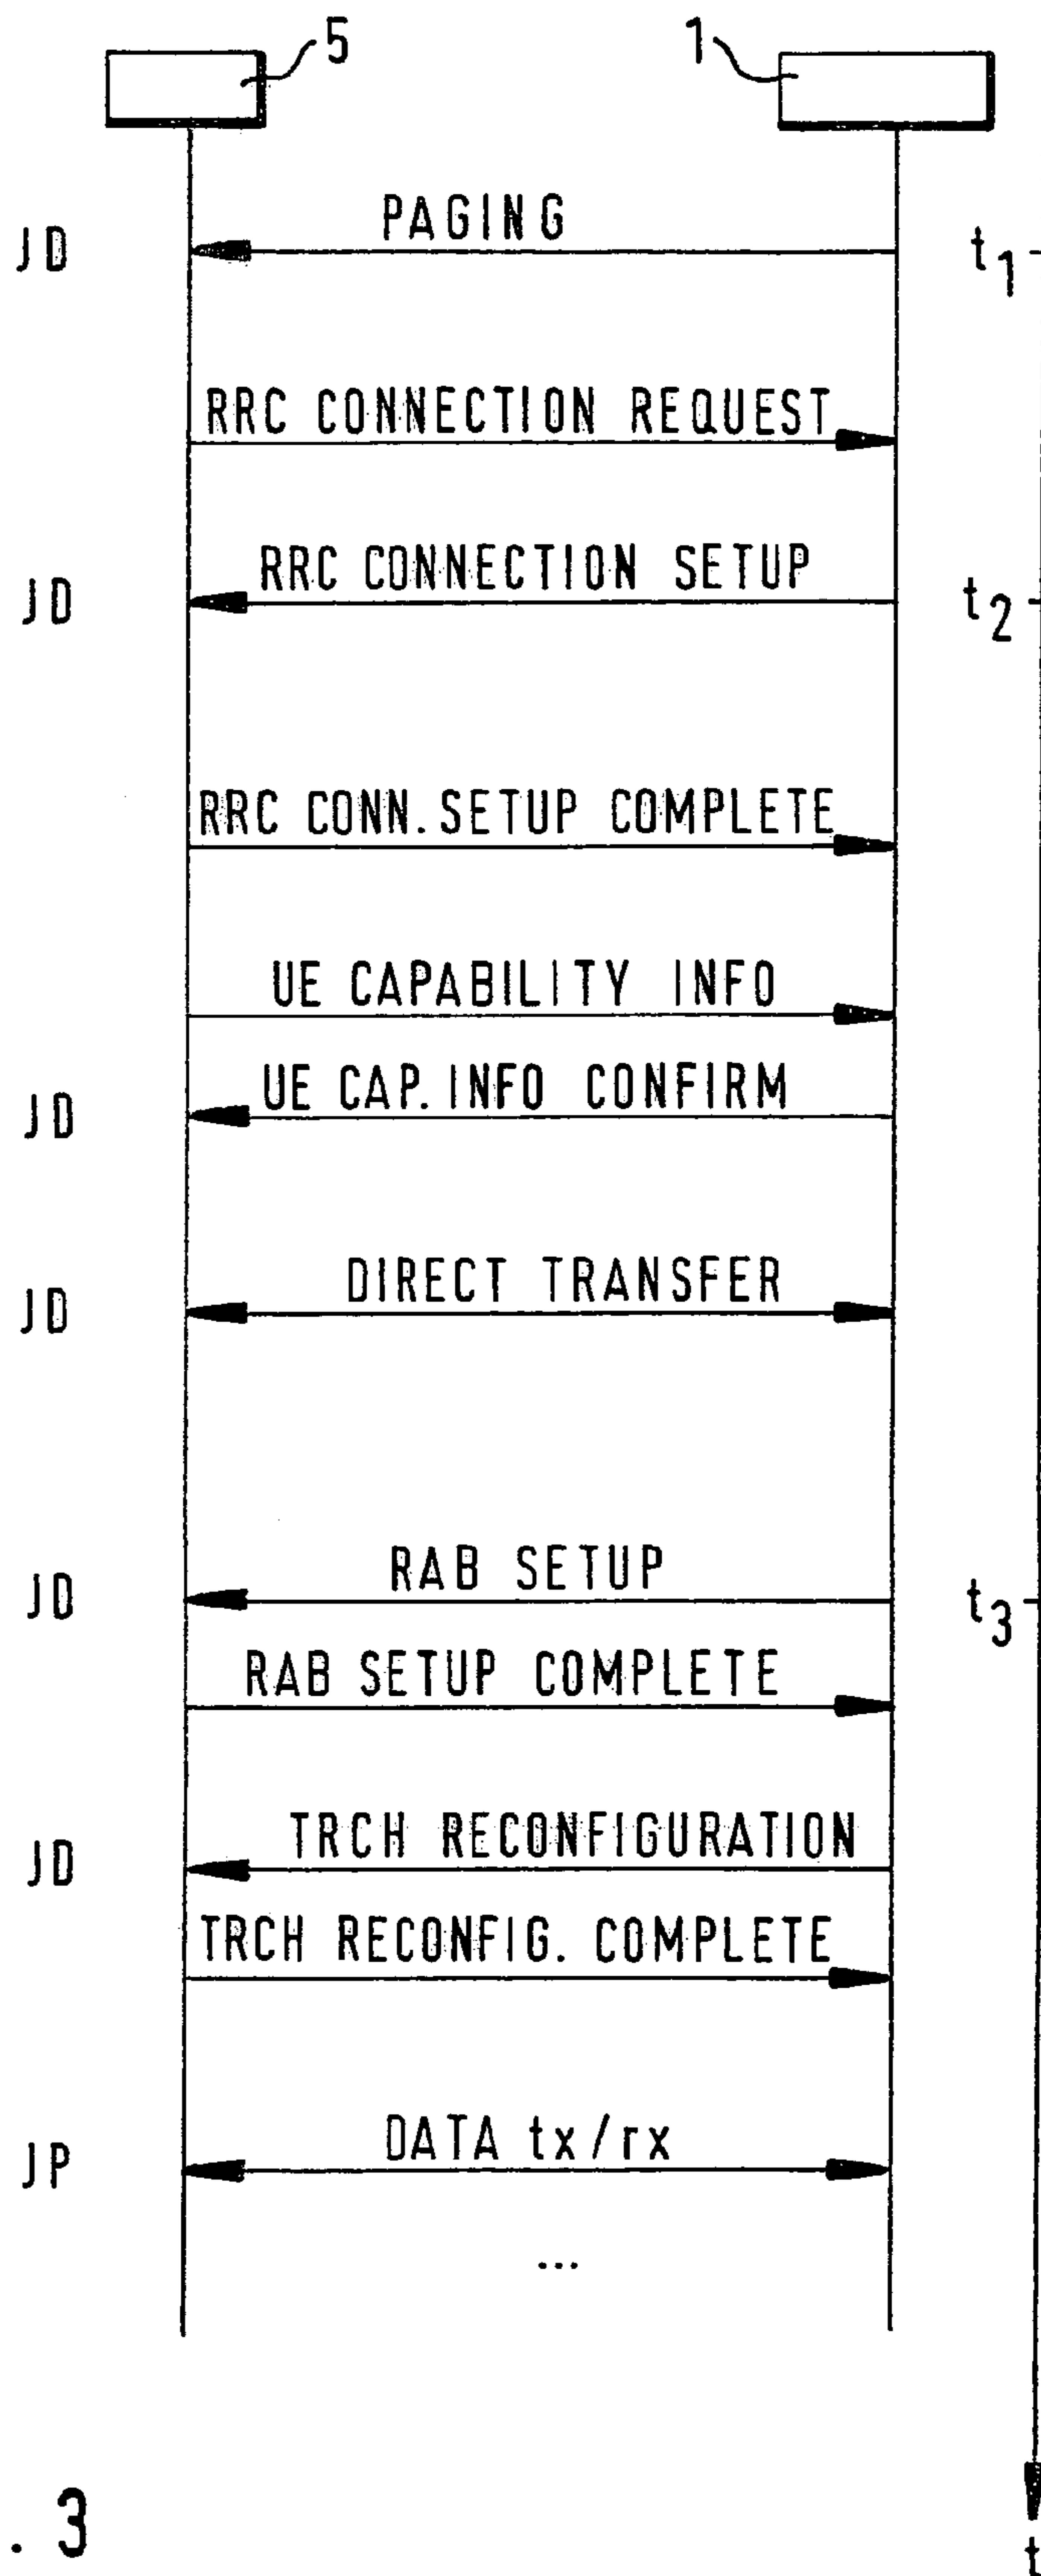 5 1
PAGING
JD t1
RRC CONNECTION REQUEST
RRC CONNECTION SETUP
JD t2
RRC CONN. SETUP COMPLETE
UE CAPABILITY INFO
UE CAP. INFO CONFIRM
JD
DIRECT TRANSFER
JD
RAB SETUP
JD t3
RAB SETUP COMPLETE
TRCH RECONFIGURATION
JD
TRCH RECONFIG. COMPLETE
DATA tx/rx
JP
...
. 3
t